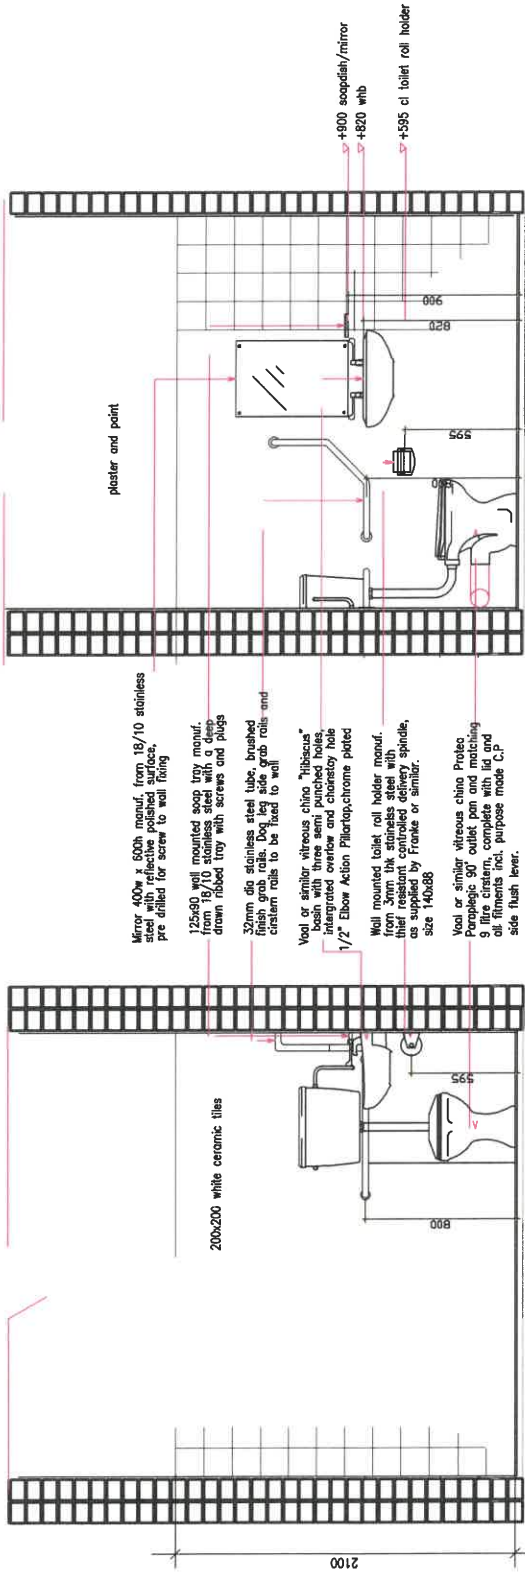 plaster and paint
+900 soapdish/mirror
+820 whb
+595 cl toilet roll holder
900
820
595
800
Mirror 400w x 600h manuf. from 18/10 stainless
steel with reflective polished surface,
pre drilled for screw to wall fixing
125x90 wall mounted soap tray manuf.
from 18/10 stainless steel with a deep
drawn ribbed tray with screws and plugs
32mm dia stainless steel tube, brushed
finish grab rails. Dog leg side grab rails and
cirstern rails to be fixed to wall
Vaal or similar vitreous china "Hibiscus"
basin with three semi punched holes,
intergrated overlow and chainstay hole
1/2" Elbow Action Pillartap,chrome plated
Wall mounted toilet roll holder manuf.
from 3mm thk stainelss steel with
thief resistant controlled delivery spindle,
as supplied by Franke or similar.
size 140x88
Vaal or similar vitreous china Protea
Paraplegic 90° outlet pan and matching
9 litre cirstern, complete with lid and
all fitments incl. purpose made C.P
side flush lever.
200x200 white ceramic tiles
595
800
2100